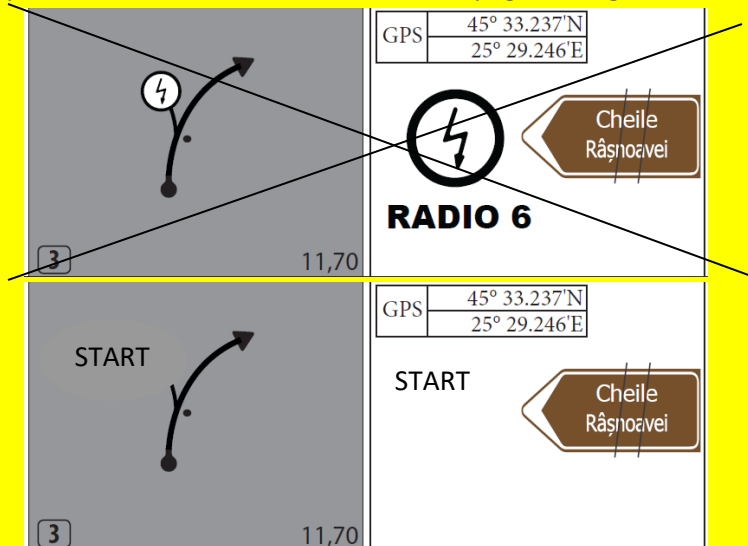 GPS
45° 33.237'N
25° 29.246'E
Cheile
Râșnoavei
RADIO 6
3
11,70
GPS
45° 33.237'N
25° 29.246'E
START
START
Cheile
Râșnoavei
3
11,70